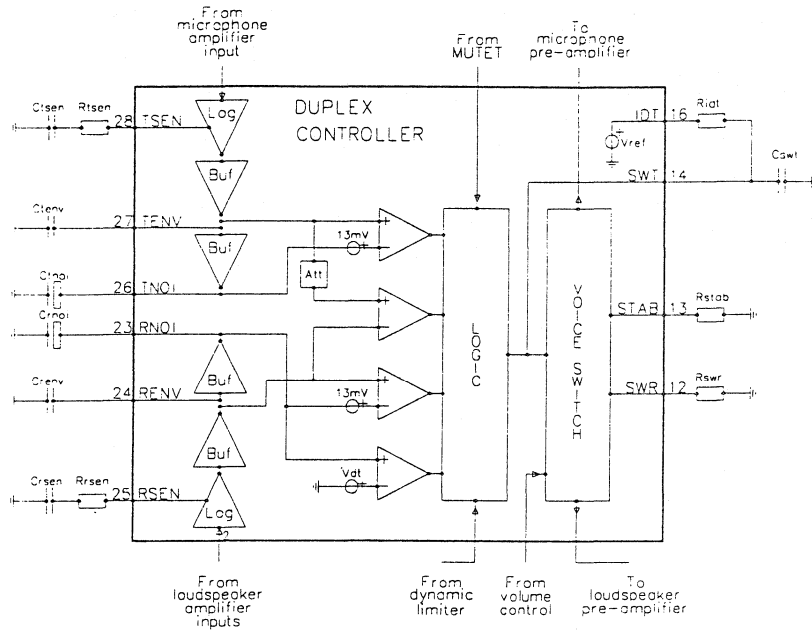 From
microphone
amplifier
input
From
MUTET
To
microphone
pre-amplifier
DUPLEX
CONTROLLER
Ctsen
Rtsen
28
TSEN
Log
Buf
Ctenv
27
TENV
Buf
Ctnoi
26
TNOI
Crnoi
23
RNOI
Buf
Crenv
24
RENV
Buf
Crsen
Rrsen
25
RSEN
Log
2
13mV
Att
13mV
Vdt
LOGIC
VOICE SWITCH
IDT
16
Ridt
Vref
SWT
14
Cswt
STAB
13
Rstab
SWR
12
Rswr
From
loudspeaker
amplifier
inputs
From
dynamic
limiter
From
volume
control
To
loudspeaker
pre-amplifier